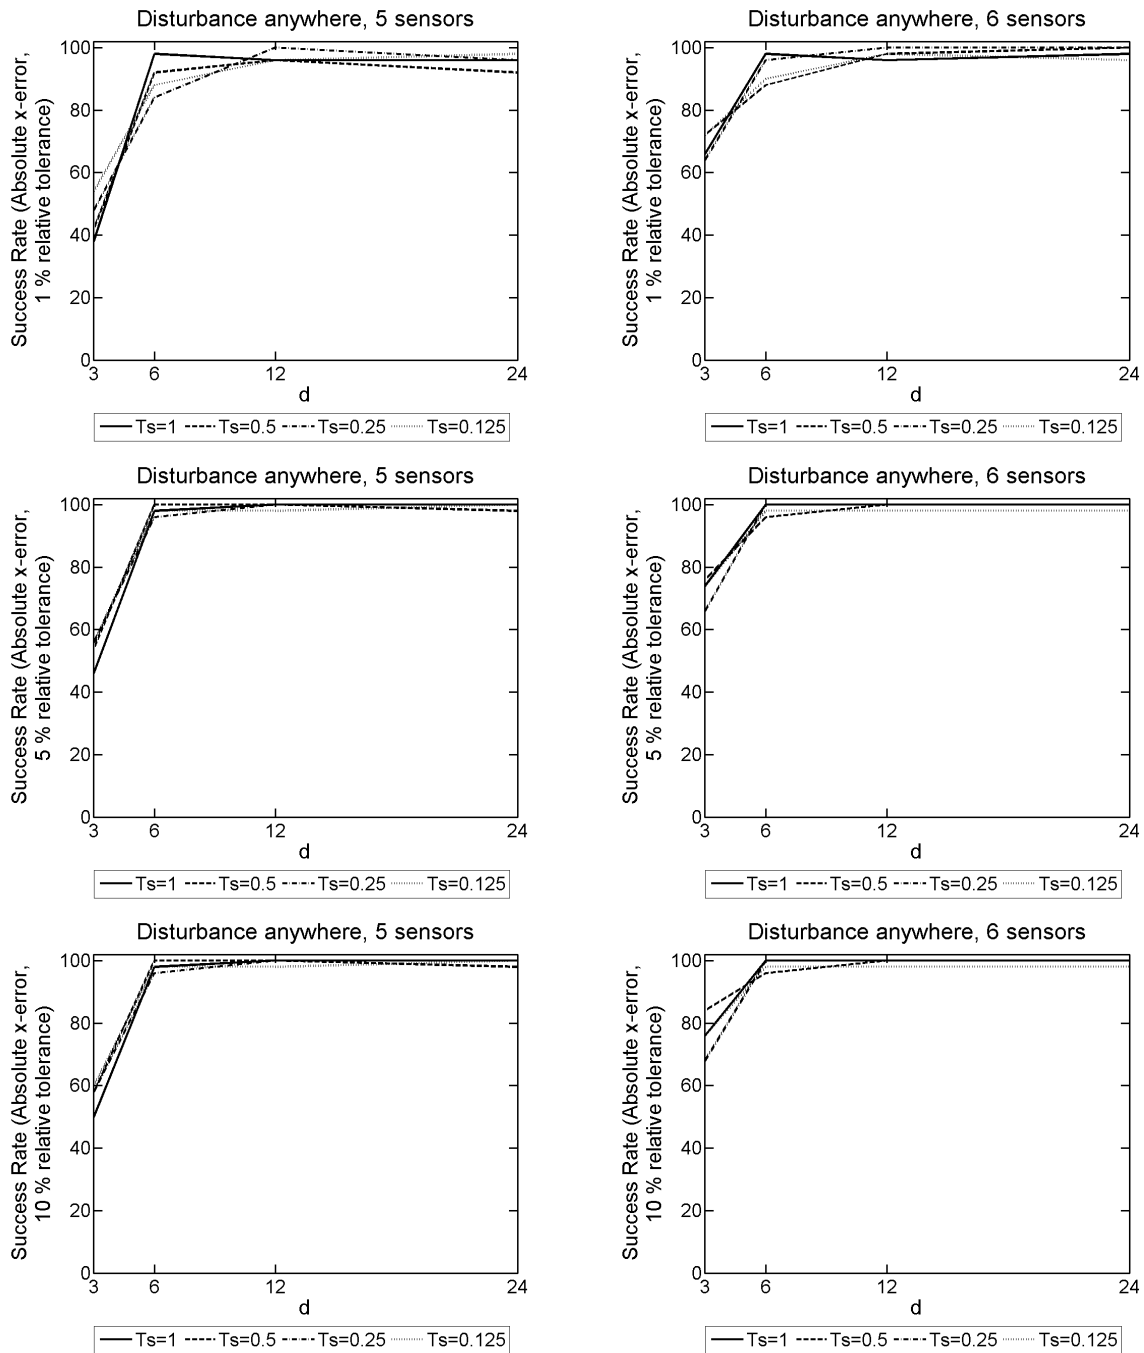 Disturbance anywhere, 5 sensors
Success Rate (Absolute x-error,
1 % relative tolerance)
100
80
60
40
20
0
3 6 12 24
d
Ts=1 Ts=0.5 Ts=0.25 Ts=0.125
Disturbance anywhere, 6 sensors
Success Rate (Absolute x-error,
1 % relative tolerance)
100
80
60
40
20
0
3 6 12 24
d
Ts=1 Ts=0.5 Ts=0.25 Ts=0.125
Disturbance anywhere, 5 sensors
Success Rate (Absolute x-error,
5 % relative tolerance)
100
80
60
40
20
0
3 6 12 24
d
Ts=1 Ts=0.5 Ts=0.25 Ts=0.125
Disturbance anywhere, 6 sensors
Success Rate (Absolute x-error,
5 % relative tolerance)
100
80
60
40
20
0
3 6 12 24
d
Ts=1 Ts=0.5 Ts=0.25 Ts=0.125
Disturbance anywhere, 5 sensors
Success Rate (Absolute x-error,
10 % relative tolerance)
100
80
60
40
20
0
3 6 12 24
d
Ts=1 Ts=0.5 Ts=0.25 Ts=0.125
Disturbance anywhere, 6 sensors
Success Rate (Absolute x-error,
10 % relative tolerance)
100
80
60
40
20
0
3 6 12 24
d
Ts=1 Ts=0.5 Ts=0.25 Ts=0.125